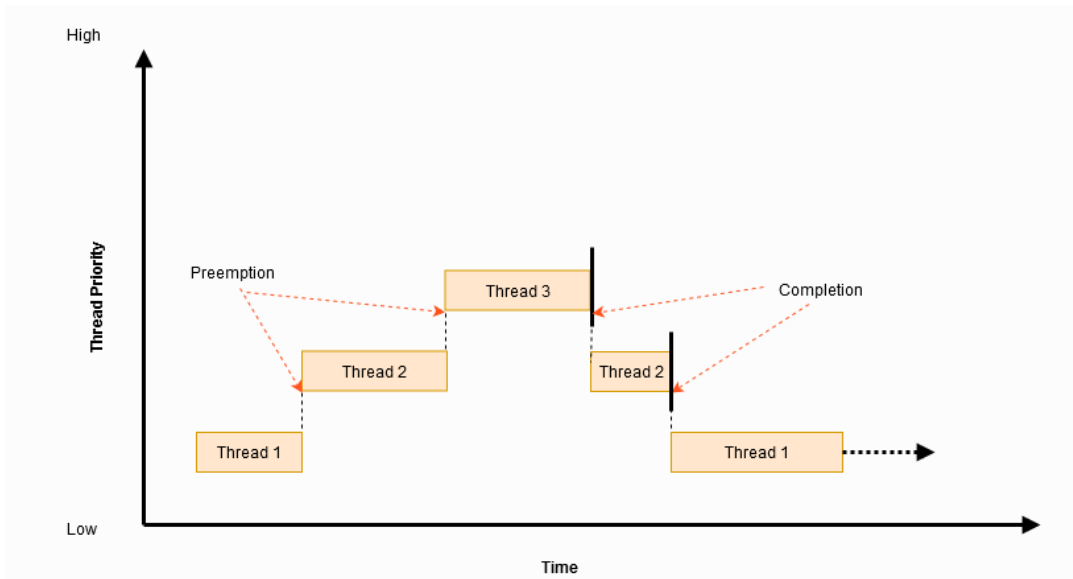 High
Thread Priority
Preemption
Thread 3
Completion
Thread 2
Thread 2
Thread 1
Thread 1
Low
Time